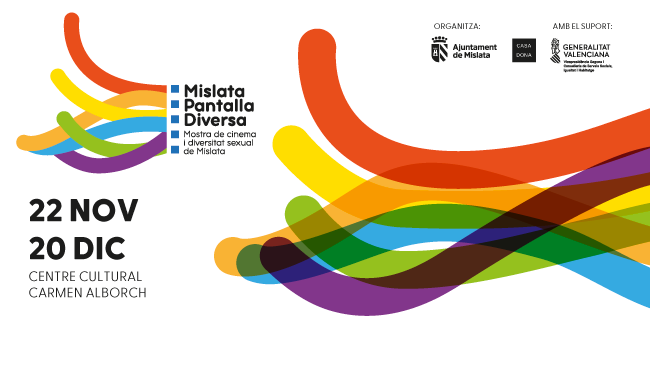 ORGANITZA:
AMB EL SUPORT:
Ajuntament
de Mislata
CASA
DONA
GENERALITAT
VALENCIANA
Vicepresidència Segona i
Conselleria de Serveis Socials,
Igualtat i Habitatge
Mislata
Pantalla
Diversa
Mostra de cinema
i diversitat sexual
de Mislata
22 NOV
20 DIC
CENTRE CULTURAL
CARMEN ALBORCH